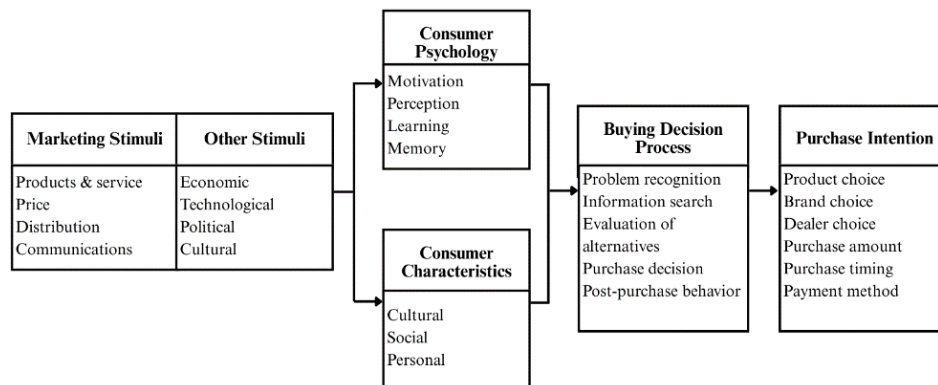 Marketing Stimuli
Products & service
Price
Distribution
Communications
Other Stimuli
Economic
Technological
Political
Cultural
Consumer
Psychology
Motivation
Perception
Learning
Memory
Consumer
Characteristics
Cultural
Social
Personal
Buying Decision
Process
Problem recognition
Information search
Evaluation of
alternatives
Purchase decision
Post-purchase behavior
Purchase Intention
Product choice
Brand choice
Dealer choice
Purchase amount
Purchase timing
Payment method